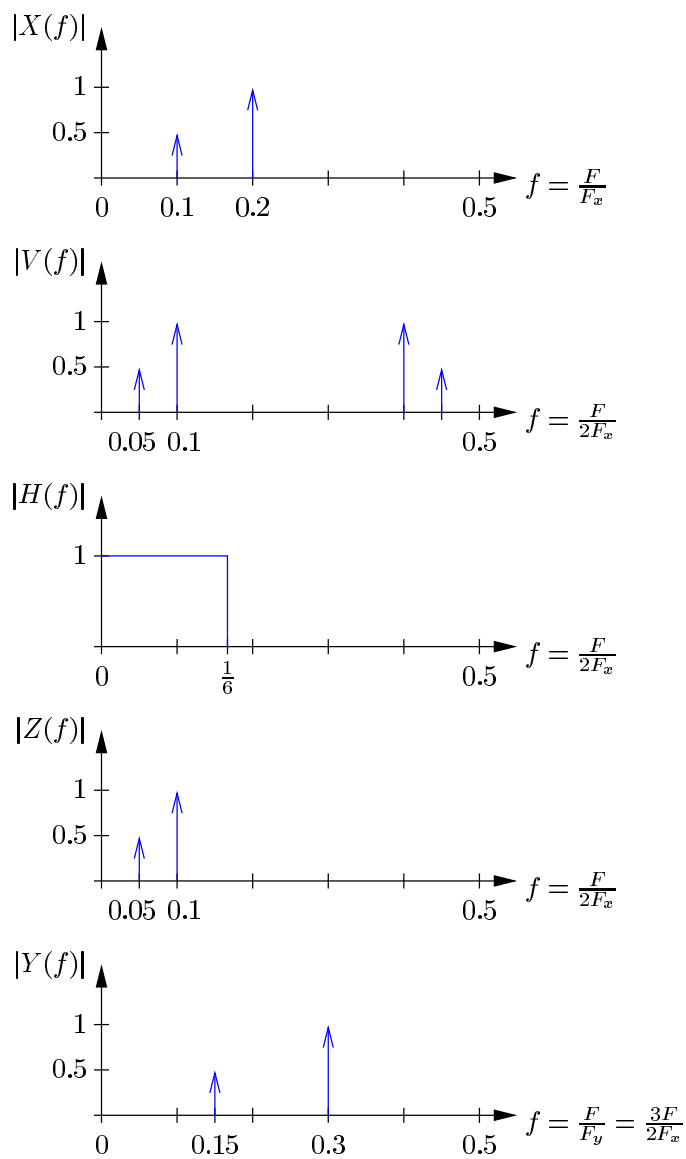 |X(f)|
1
0.5
0 0.1 0.2 0.5
f = F/F_x
|V(f)|
1
0.5
0.05 0.1 0.5
f = F/2F_x
|H(f)|
1
0 1/6 0.5
f = F/2F_x
|Z(f)|
1
0.5
0.05 0.1 0.5
f = F/2F_x
|Y(f)|
1
0.5
0 0.15 0.3 0.5
f = F/F_y = 3F/2F_x